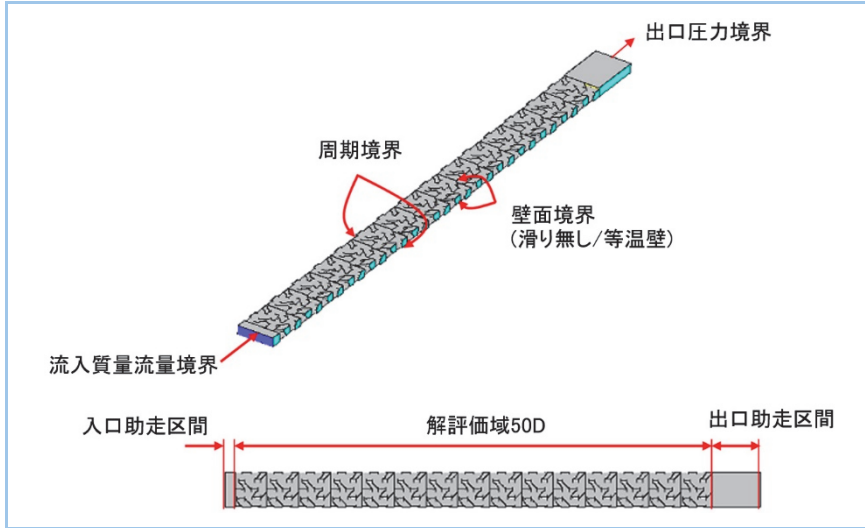 出口圧力境界
周期境界
壁面境界
(滑り無し/等温壁)
流入質量流量境界
入口助走区間
解評価域50D
出口助走区間